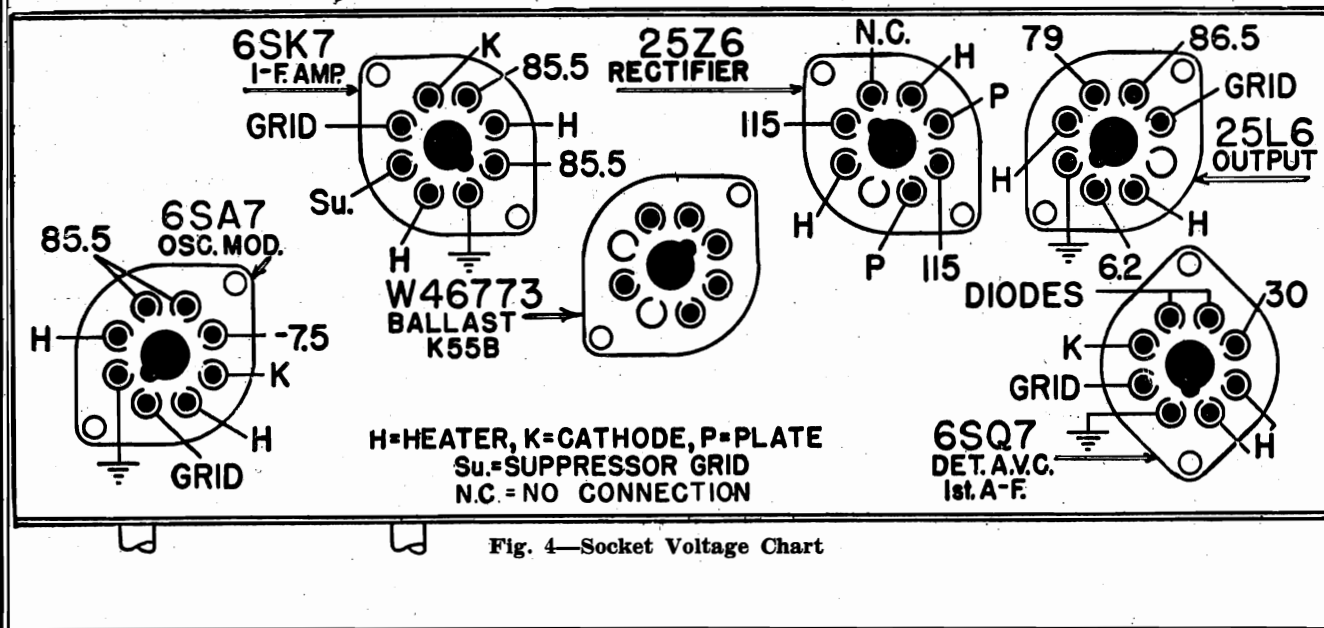 6SK7
I-F. AMP.
K
85.5
GRID
H
85.5
Su.
H
25Z6
RECTIFIER
N.C.
H
P
115
H
P
115
79
86.5
GRID
H
25L6
OUTPUT
H
6.2
6SA7
OSC. MOD.
85.5
H
-7.5
K
H
GRID
W46773
BALLAST
K55B
DIODES
30
K
GRID
H
6SQ7
DET. A.V.C.
1st. A-F.
H=HEATER, K=CATHODE, P=PLATE
Su.=SUPPRESSOR GRID
N.C. = NO CONNECTION
Fig. 4—Socket Voltage Chart